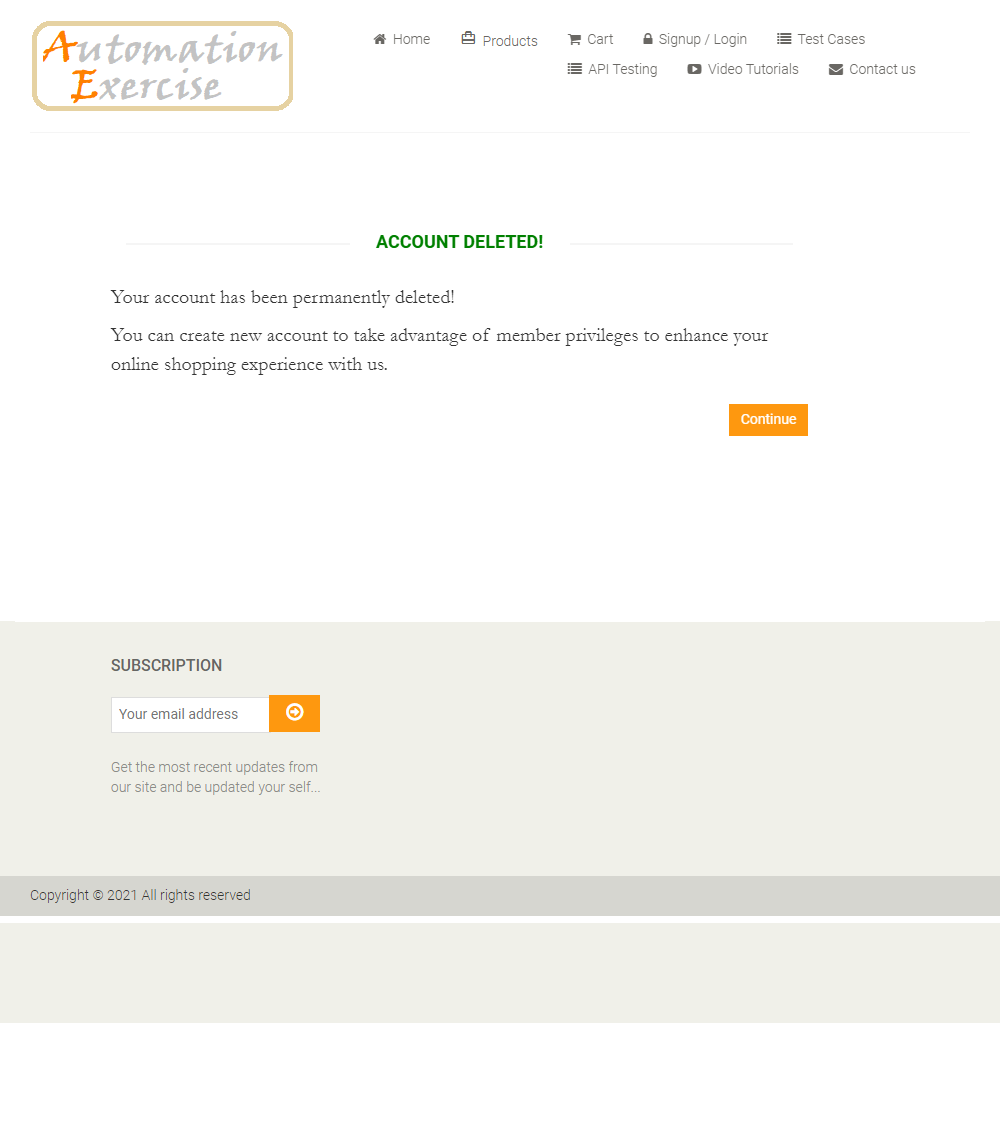 Automation
Exercise
Home
Products
Cart
Signup / Login
Test Cases
API Testing
Video Tutorials
Contact us
ACCOUNT DELETED!
Your account has been permanently deleted!
You can create new account to take advantage of member privileges to enhance your
online shopping experience with us.
Continue
SUBSCRIPTION
Your email address
Get the most recent updates from
our site and be updated your self...
Copyright © 2021 All rights reserved